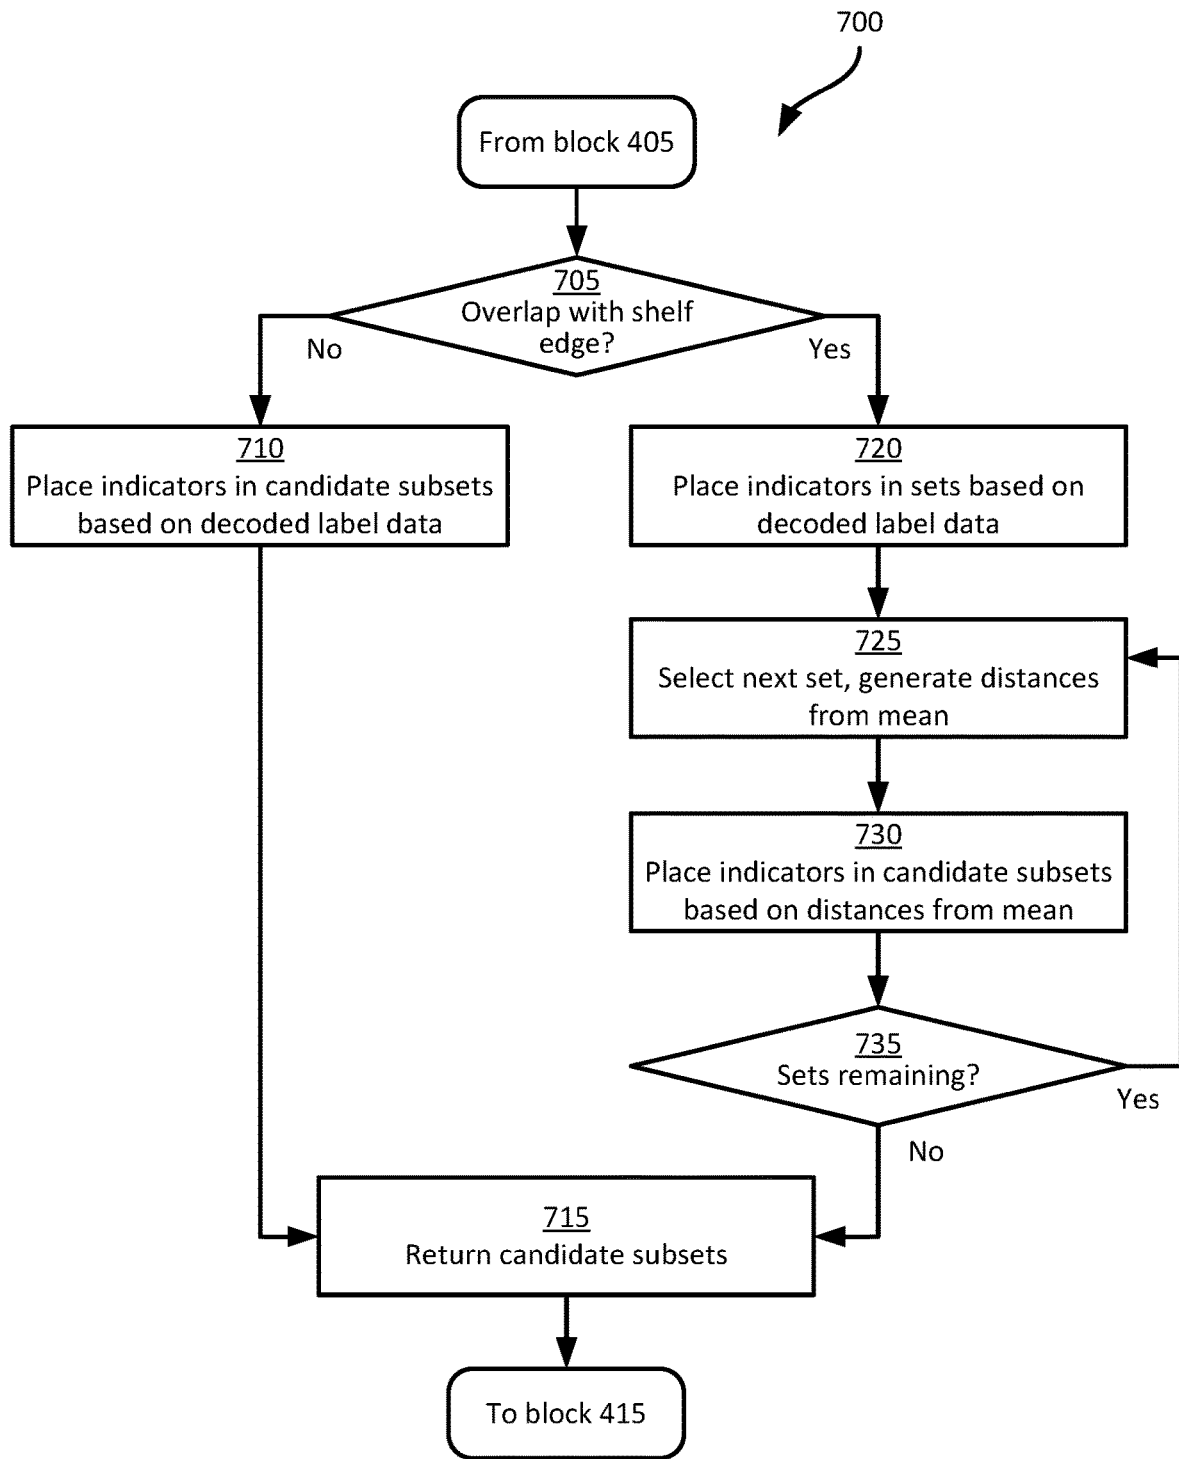 700
From block 405
705
Overlap with shelf
edge?
No
Yes
710
Place indicators in candidate subsets
based on decoded label data
720
Place indicators in sets based on
decoded label data
725
Select next set, generate distances
from mean
730
Place indicators in candidate subsets
based on distances from mean
735
Sets remaining?
Yes
No
715
Return candidate subsets
To block 415